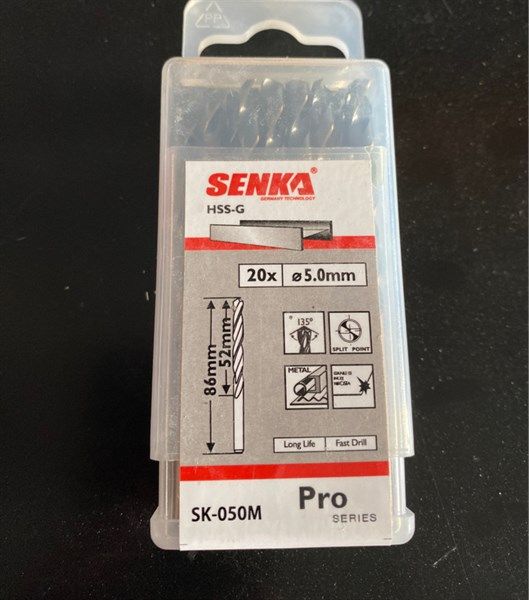 PP
SENKA®
GERMANY TECHNOLOGY
HSS-G
20x ⌀5.0mm
86mm
52mm
135°
SPLIT POINT
METAL
Long Life Fast Drill
SK-050M
Pro
SERIES